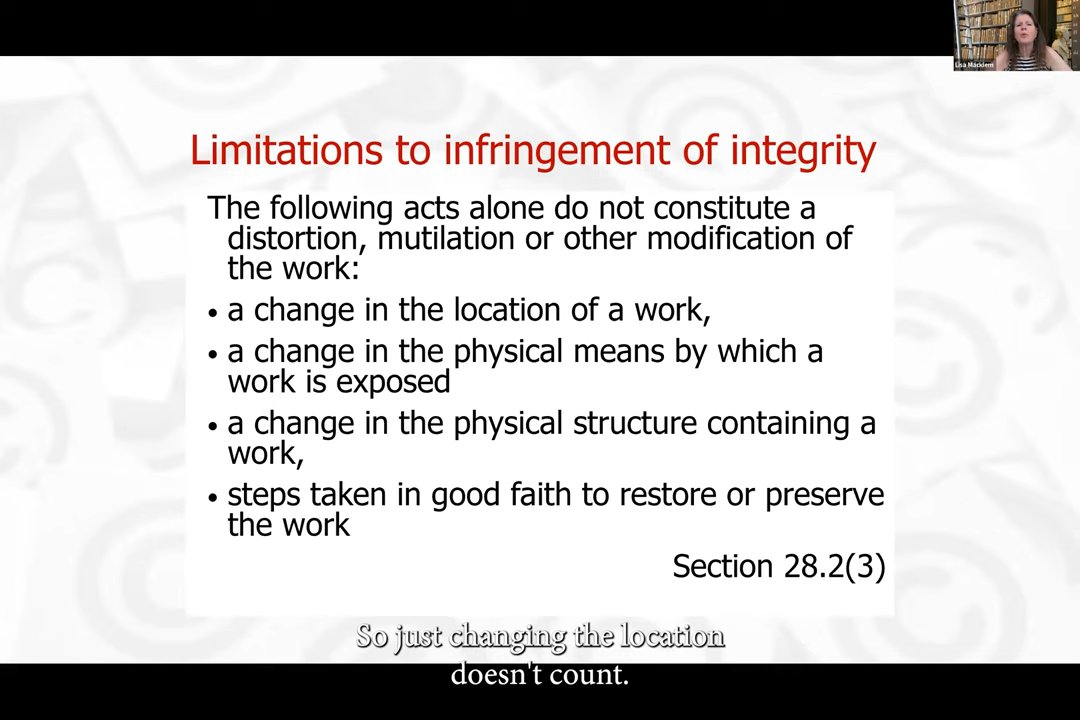 Lisa Macklem
Limitations to infringement of integrity
The following acts alone do not constitute a
distortion, mutilation or other modification of
the work:
• a change in the location of a work,
• a change in the physical means by which a
work is exposed
• a change in the physical structure containing a
work,
• steps taken in good faith to restore or preserve
the work
Section 28.2(3)
So just changing the location
doesn't count.